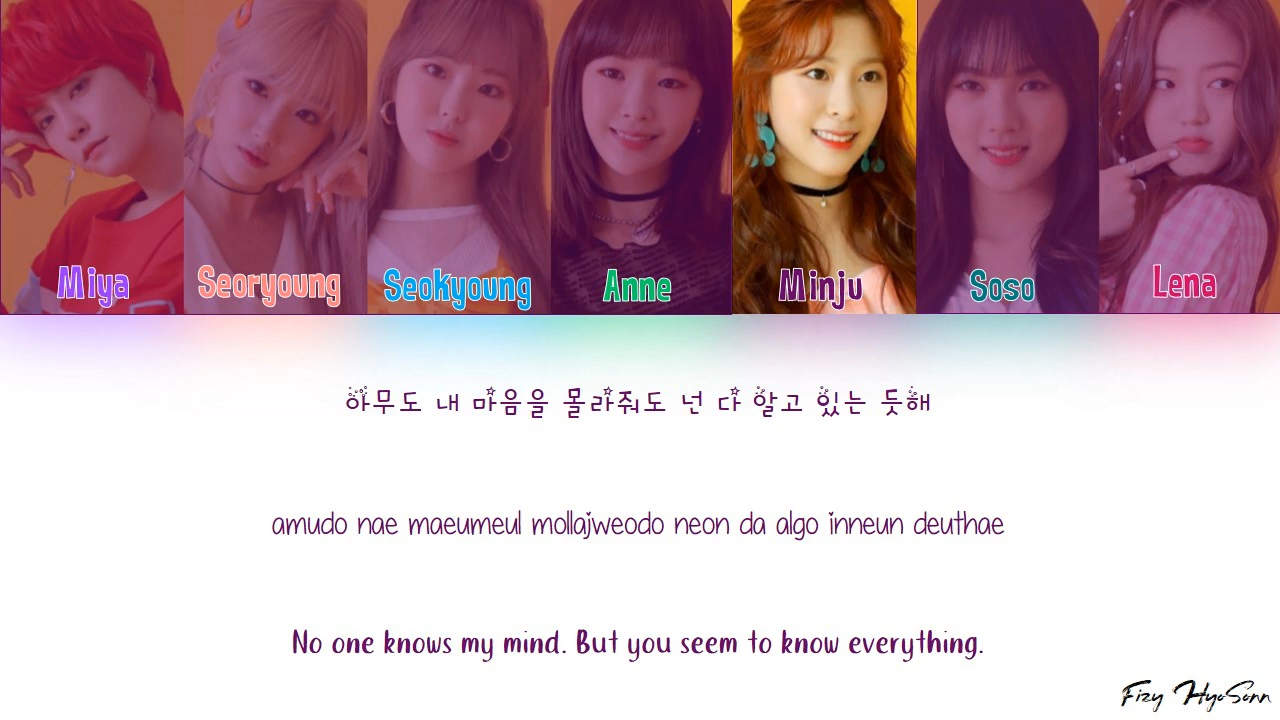 Miya
Seoryoung
Seokyoung
Anne
Minju
Soso
Lena
아무도 내 마음을 몰라줘도 넌 다 알고 있는 듯해
amudo nae maeumeul mollajweodo neon da algo inneun deuthae
No one knows my mind. But you seem to know everything.
Fizy HyoSonn